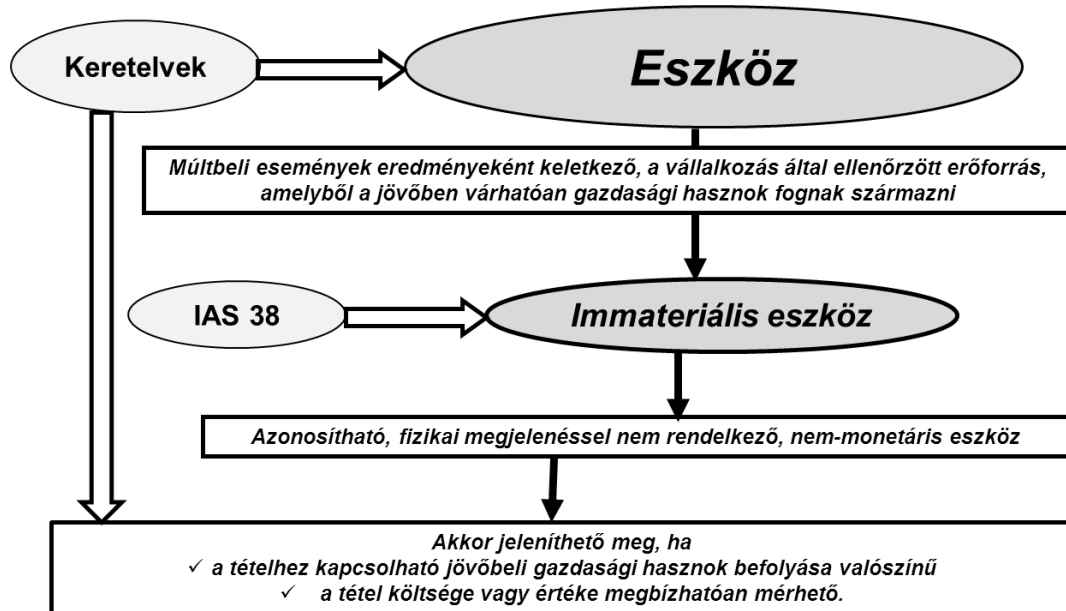 Keretelvek
Eszköz
Múltbeli események eredményeként keletkező, a vállalkozás által ellenőrzött erőforrás,
amelyből a jövőben várhatóan gazdasági hasznok fognak származni
IAS 38
Immateriális eszköz
Azonosítható, fizikai megjelenéssel nem rendelkező, nem-monetáris eszköz
Akkor jeleníthető meg, ha
✓ a tételhez kapcsolható jövőbeli gazdasági hasznok befolyása valószínű
✓ a tétel költsége vagy értéke megbízhatóan mérhető.